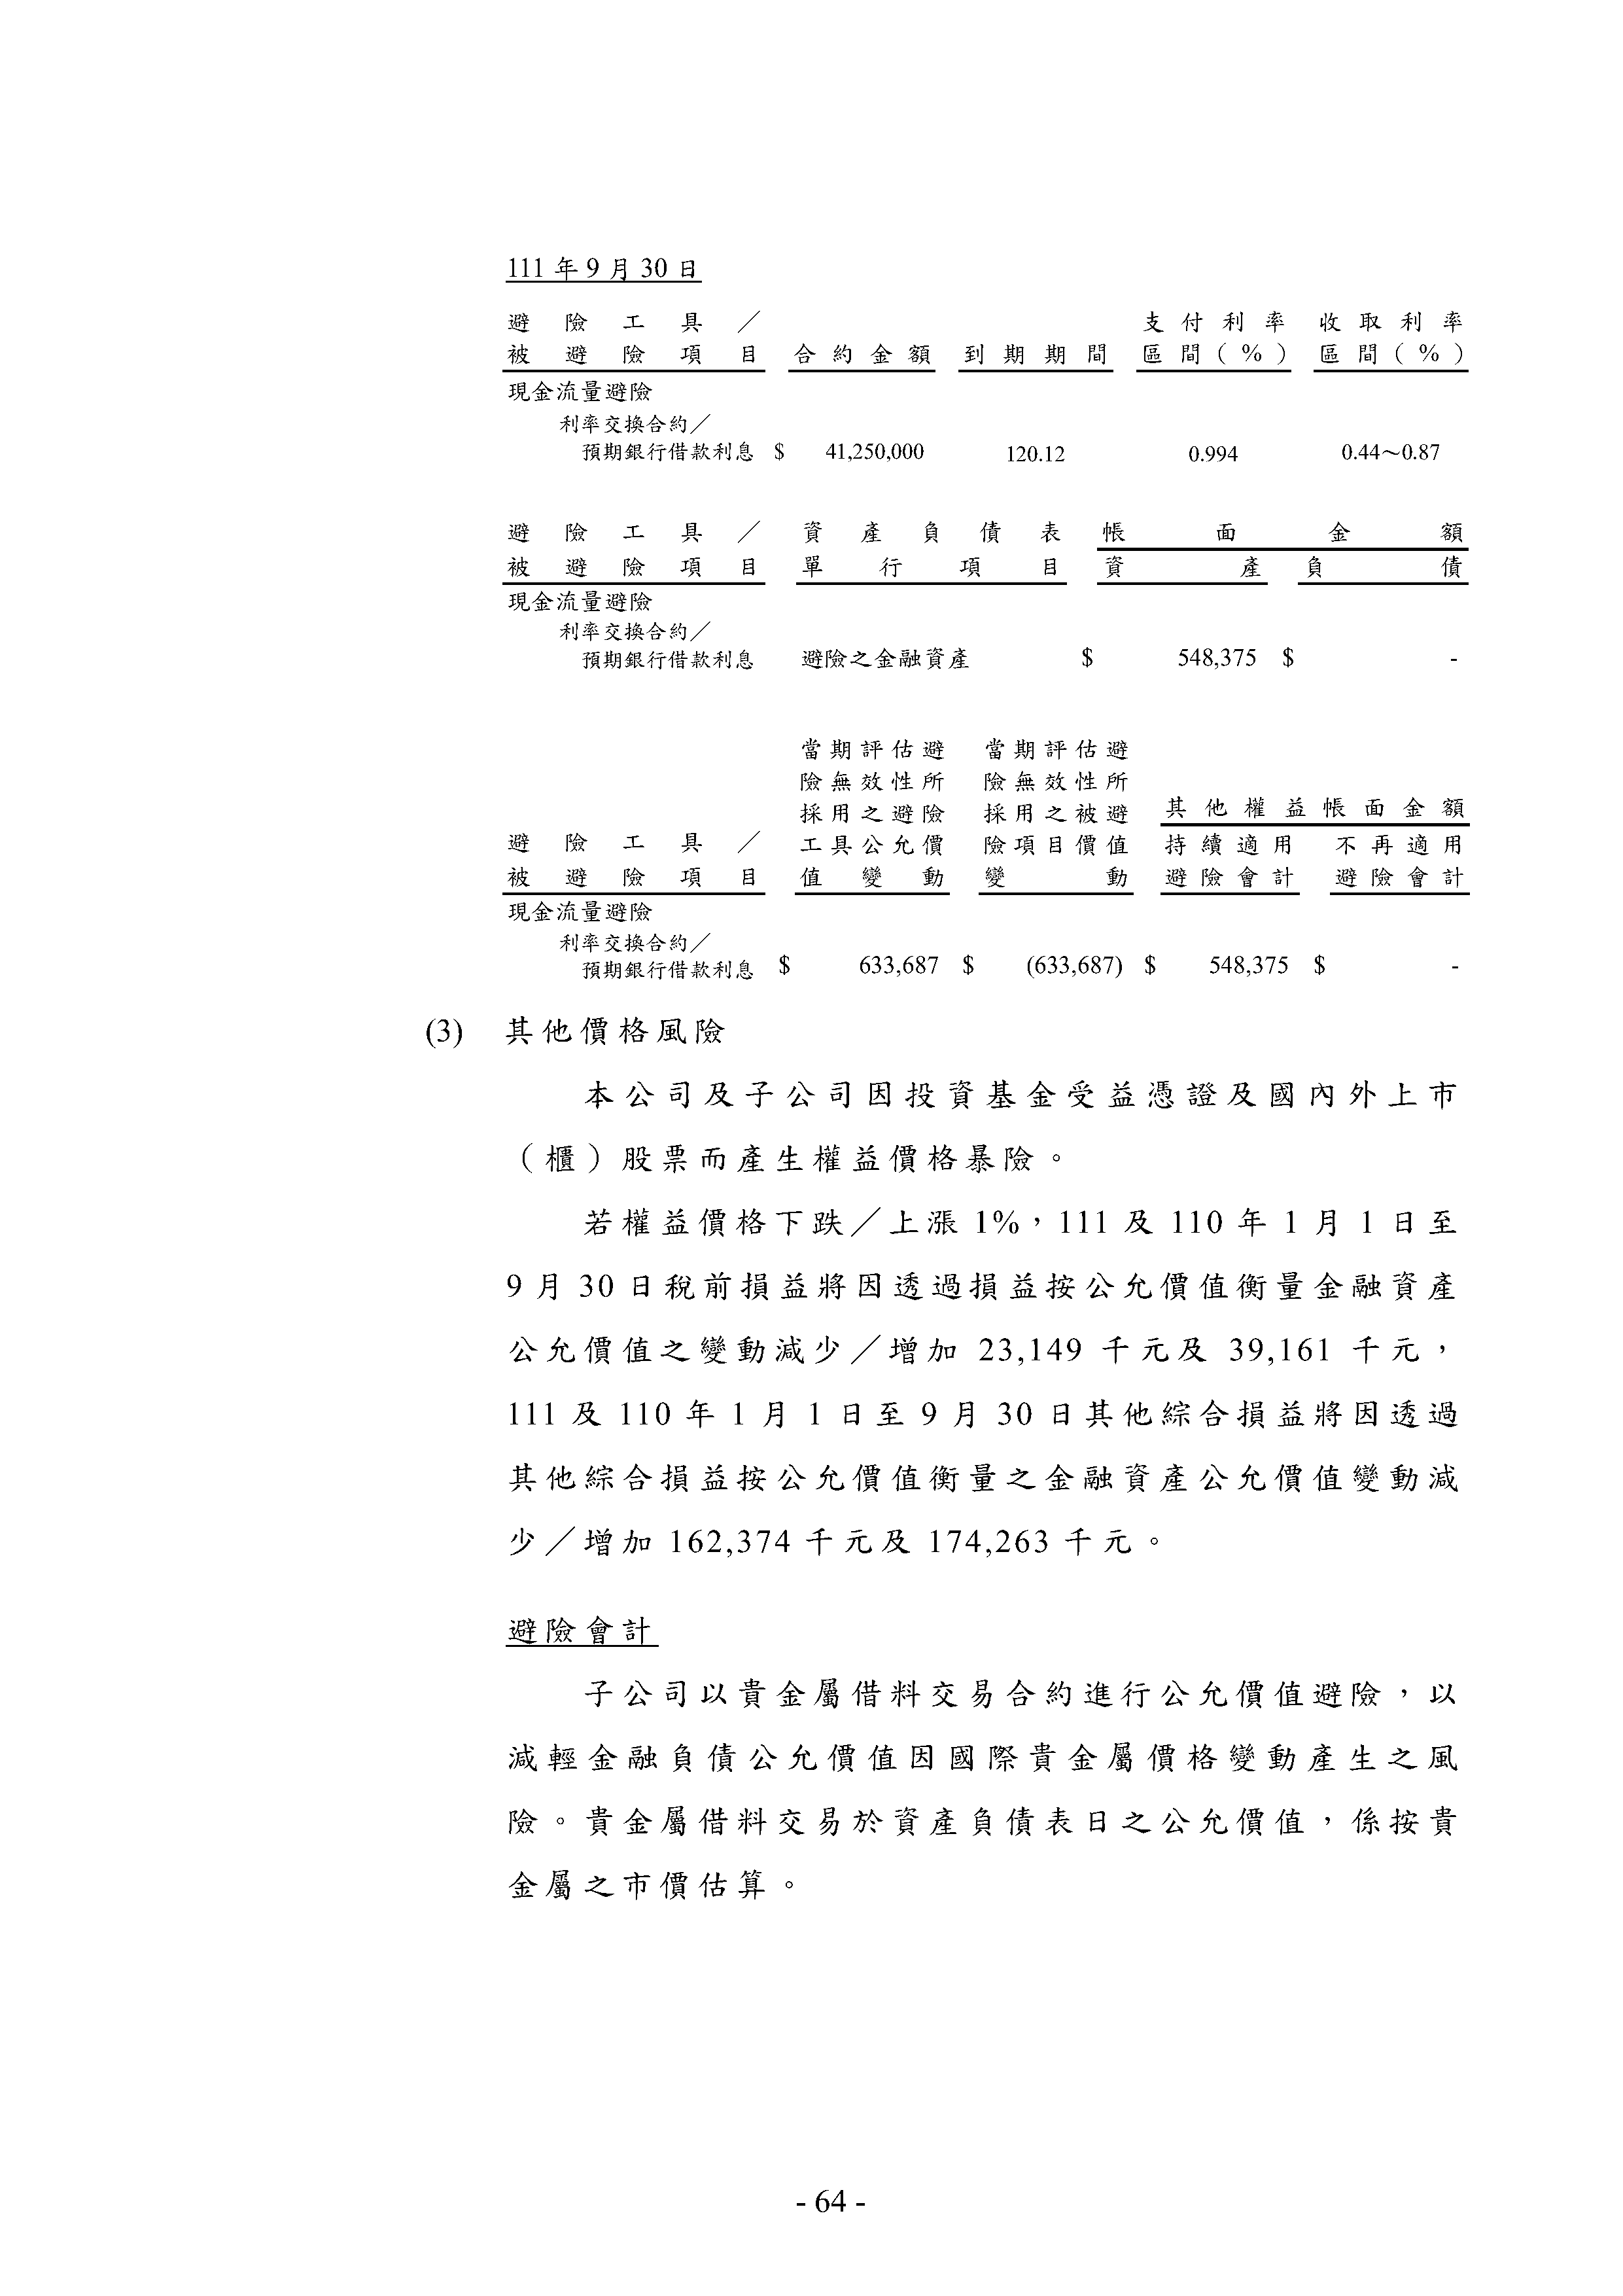 111 年 9 月 30 日
避險工具／ 支付利率 收取利率
被避險項目 合約金額 到期期間 區間(%) 區間(%)
現金流量避險
利率交換合約／
預期銀行借款利息 $ 41,250,000 120.12 0.994 0.44～0.87
避險工具／ 資產負債表 帳面金額
被避險項目 單行項目 資產 負債
現金流量避險
利率交換合約／
預期銀行借款利息 避險之金融資產 $ 548,375 $ -
當期評估避 當期評估避
險無效性所 險無效性所
採用之避險 採用之被避 其他權益帳面金額
避險工具／ 工具公允價 險項目價值 持續適用 不再適用
被避險項目 值變動 變動 避險會計 避險會計
現金流量避險
利率交換合約／
預期銀行借款利息 $ 633,687 $ (633,687) $ 548,375 $ -
(3) 其他價格風險
本公司及子公司因投資基金受益憑證及國內外上市
（櫃）股票而產生權益價格暴險。
若權益價格下跌／上漲 1%，111 及 110 年 1 月 1 日至
9 月 30 日稅前損益將因透過損益按公允價值衡量金融資產
公允價值之變動減少／增加 23,149 千元及 39,161 千元，
111 及 110 年 1 月 1 日至 9 月 30 日其他綜合損益將因透過
其他綜合損益按公允價值衡量之金融資產公允價值變動減
少／增加 162,374 千元及 174,263 千元。
避險會計
子公司以貴金屬借料交易合約進行公允價值避險，以
減輕金融負債公允價值因國際貴金屬價格變動產生之風
險。貴金屬借料交易於資產負債表日之公允價值，係按貴
金屬之市價估算。
- 64 -